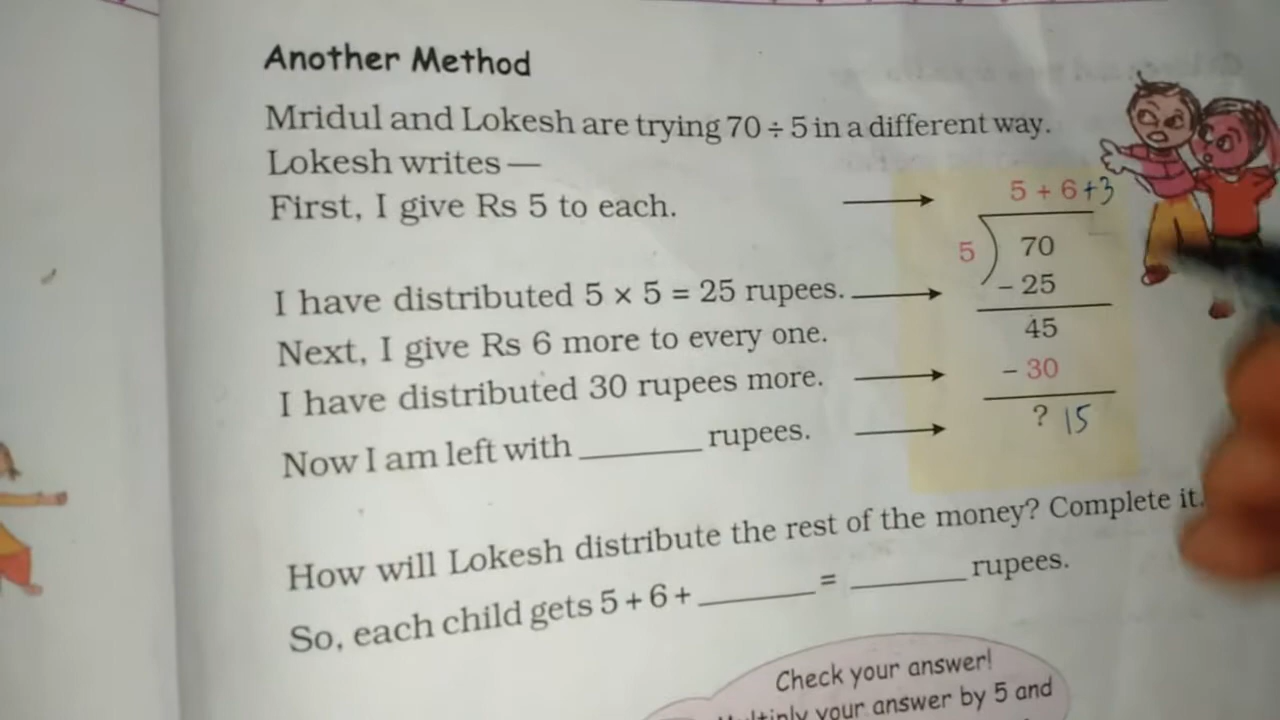 Another Method
Mridul and Lokesh are trying 70 ÷ 5 in a different way.
Lokesh writes —
First, I give Rs 5 to each.
5 + 6 +3
5 70
I have distributed 5 × 5 = 25 rupees.
– 25
Next, I give Rs 6 more to every one.
45
I have distributed 30 rupees more.
– 30
Now I am left with ______ rupees.
? 15
How will Lokesh distribute the rest of the money? Complete it.
So, each child gets 5 + 6 + ______ = ______ rupees.
Check your answer!
your answer by 5 and